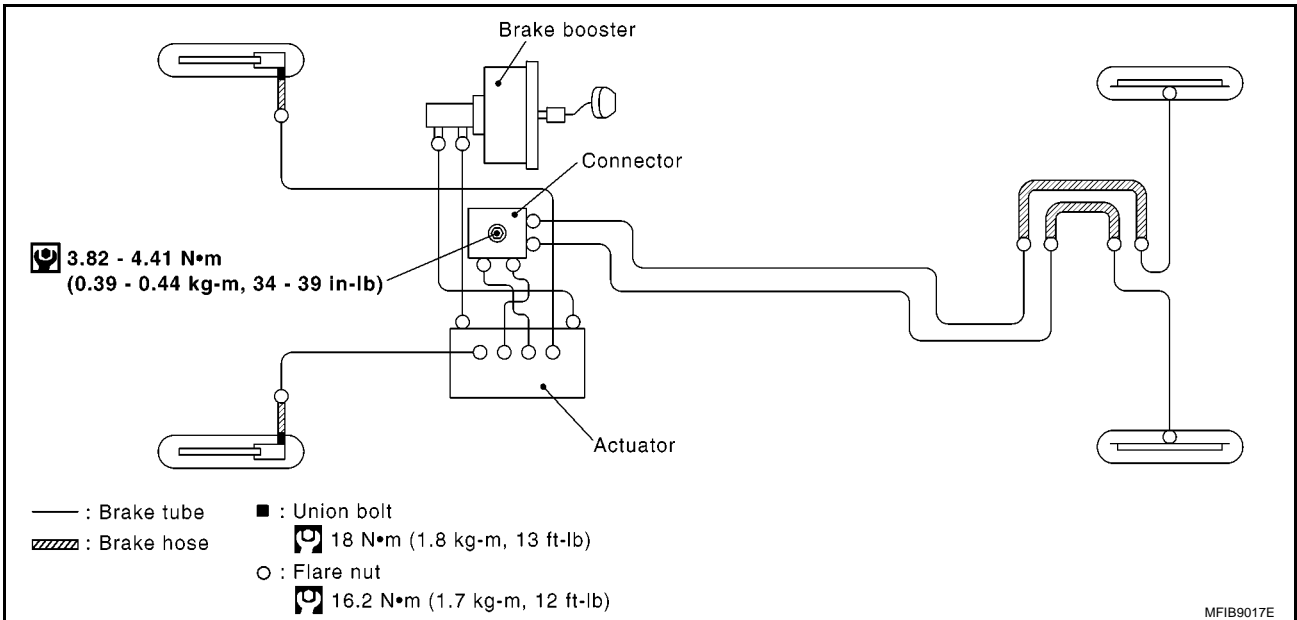 Brake booster
Connector
3.82 - 4.41 N•m
(0.39 - 0.44 kg-m, 34 - 39 in-lb)
Actuator
: Brake tube
: Brake hose
: Union bolt
18 N•m (1.8 kg-m, 13 ft-lb)
: Flare nut
16.2 N•m (1.7 kg-m, 12 ft-lb)
MFIB9017E